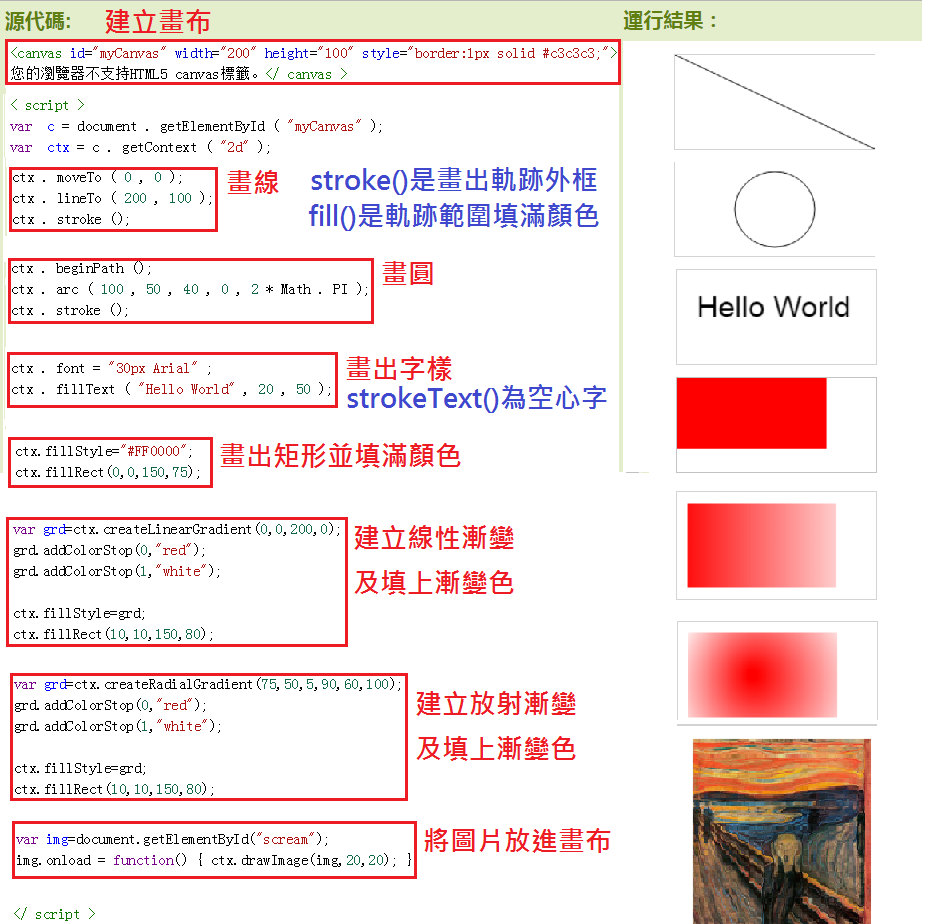 源代碼: 建立畫布 運行結果：
<canvas id="myCanvas" width="200" height="100" style="border:1px solid #c3c3c3;">
您的瀏覽器不支持HTML5 canvas標籤。</ canvas >
< script >
var c = document . getElementById ( "myCanvas" );
var ctx = c . getContext ( "2d" );
ctx . moveTo ( 0 , 0 );
ctx . lineTo ( 200 , 100 );
ctx . stroke ();
畫線
stroke()是畫出軌跡外框
fill()是軌跡範圍填滿顏色
ctx . beginPath ();
ctx . arc ( 100 , 50 , 40 , 0 , 2 * Math . PI );
ctx . stroke ();
畫圓
Hello World
ctx . font = "30px Arial" ;
ctx . fillText ( "Hello World" , 20 , 50 );
畫出字樣
strokeText()為空心字
ctx.fillStyle="#FF0000";
ctx.fillRect(0,0,150,75);
畫出矩形並填滿顏色
var grd=ctx.createLinearGradient(0,0,200,0);
grd.addColorStop(0,"red");
grd.addColorStop(1,"white");
ctx.fillStyle=grd;
ctx.fillRect(10,10,150,80);
建立線性漸變
及填上漸變色
var grd=ctx.createRadialGradient(75,50,5,90,60,100);
grd.addColorStop(0,"red");
grd.addColorStop(1,"white");
ctx.fillStyle=grd;
ctx.fillRect(10,10,150,80);
建立放射漸變
及填上漸變色
var img=document.getElementById("scream");
img.onload = function() { ctx.drawImage(img,20,20); }
將圖片放進畫布
</ script >